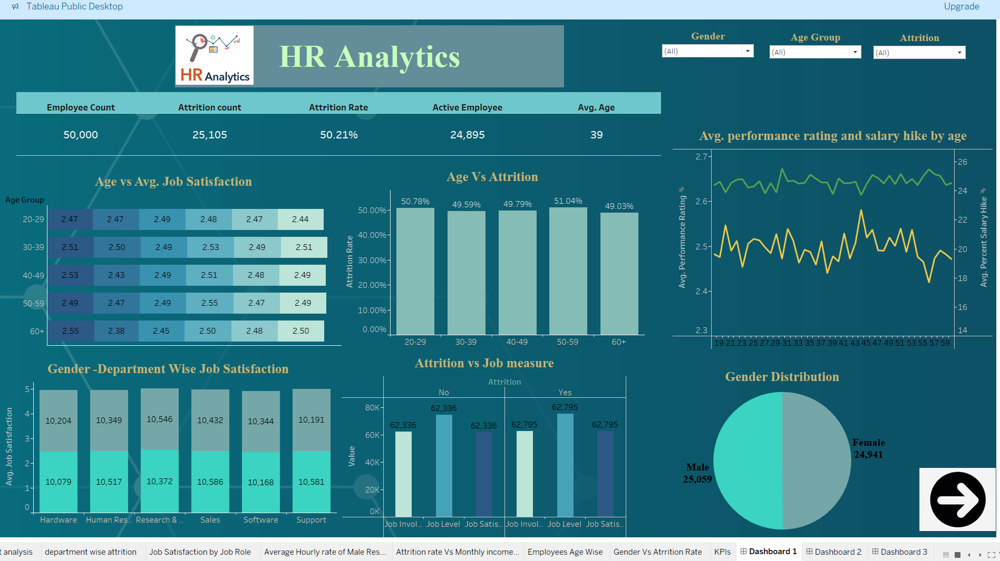 Tableau Public Desktop
Upgrade
HR Analytics
HR Analytics
Gender
Age Group
Attrition
(All)
(All)
(All)
Employee Count
Attrition count
Attrition Rate
Active Employee
Avg. Age
50,000
25,105
50.21%
24,895
39
Age vs Avg. Job Satisfaction
Age Group
20-29 2.47 2.47 2.49 2.48 2.47 2.44
30-39 2.51 2.50 2.49 2.53 2.49 2.51
40-49 2.53 2.43 2.49 2.51 2.48 2.49
50-59 2.49 2.47 2.49 2.55 2.47 2.49
60+ 2.55 2.38 2.45 2.50 2.48 2.50
Age Vs Attrition
Attrition Rate
50.00%
40.00%
30.00%
20.00%
10.00%
0.00%
50.78% 49.59% 49.79% 51.04% 49.03%
20-29 30-39 40-49 50-59 60+
Avg. performance rating and salary hike by age
Avg. Performance Rating
2.7
2.6
2.5
2.4
2.3
26
24
22
20
18
16
14
Avg. Percent Salary Hike
19 21 23 25 27 29 31 33 35 37 39 41 43 45 47 49 51 53 55 57 59
Gender -Department Wise Job Satisfaction
Avg. Job Satisfaction
5
4
3
2
1
0
10,204 10,349 10,546 10,432 10,344 10,191
10,079 10,517 10,372 10,586 10,168 10,581
Hardware Human Res.. Research & .. Sales Software Support
Attrition vs Job measure
Attrition
No Yes
Value
80K
60K
40K
20K
0K
62,336 62,336 62,336 62,795 62,795 62,795
Job Invol.. Job Level Job Satis.. Job Invol.. Job Level Job Satis..
Gender Distribution
Female
24,941
Male
25,059
t analysis
department wise attrition
Job Satisfaction by Job Role
Average Hourly rate of Male Res...
Attrition rate Vs Monthly income...
Employees Age Wise
Gender Vs Atrrition Rate
KPIs
Dashboard 1
Dashboard 2
Dashboard 3